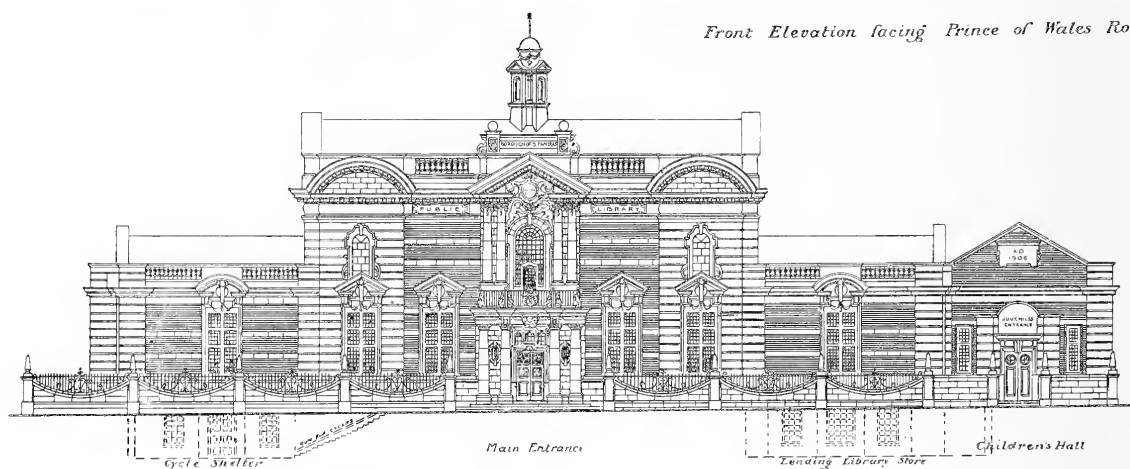 Front Elevation facing Prince of Wales Ro
BOROUGH OF S. PANCRAS
PUBLIC LIBRARY
A.D.
1906
JUVENILES
ENTRANCE
Main Entrance
Children's Hall
Cycle Shelter
Lending Library Store